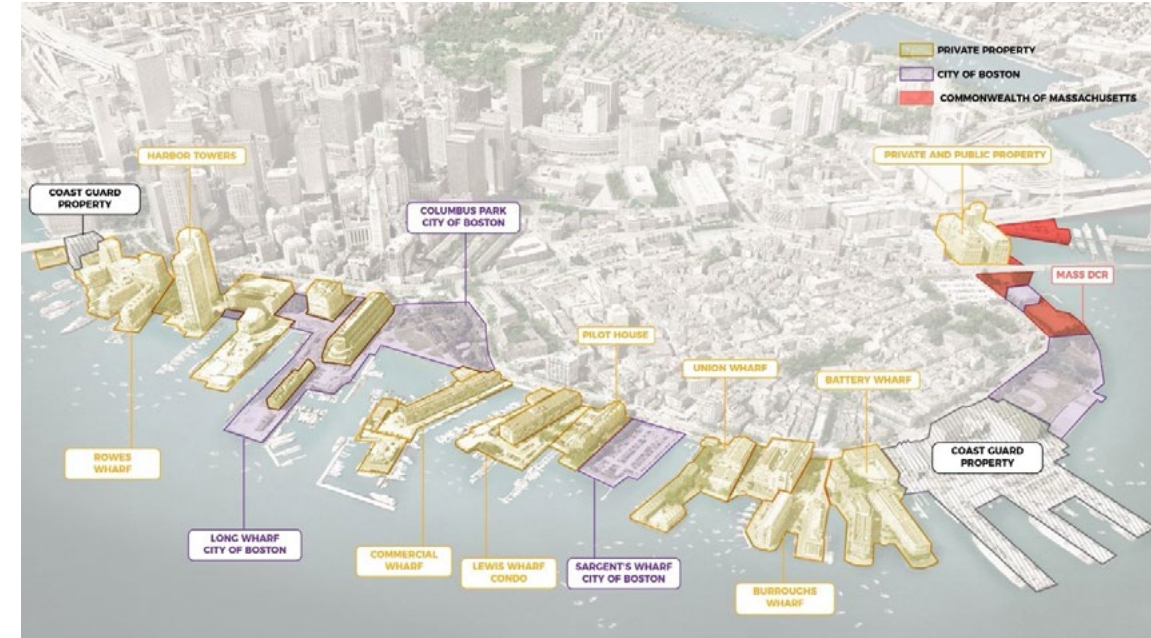 PRIVATE PROPERTY
CITY OF BOSTON
COMMONWEALTH OF MASSACHUSETTS
HARBOR TOWERS
PRIVATE AND PUBLIC PROPERTY
COAST GUARD
PROPERTY
COLUMBUS PARK
CITY OF BOSTON
MASS DCR
PILOT HOUSE
UNION WHARF
BATTERY WHARF
ROWES
WHARF
COAST GUARD
PROPERTY
LONG WHARF
CITY OF BOSTON
COMMERCIAL
WHARF
LEWIS WHARF
CONDO
SARGENT'S WHARF
CITY OF BOSTON
BURROUGHS
WHARF